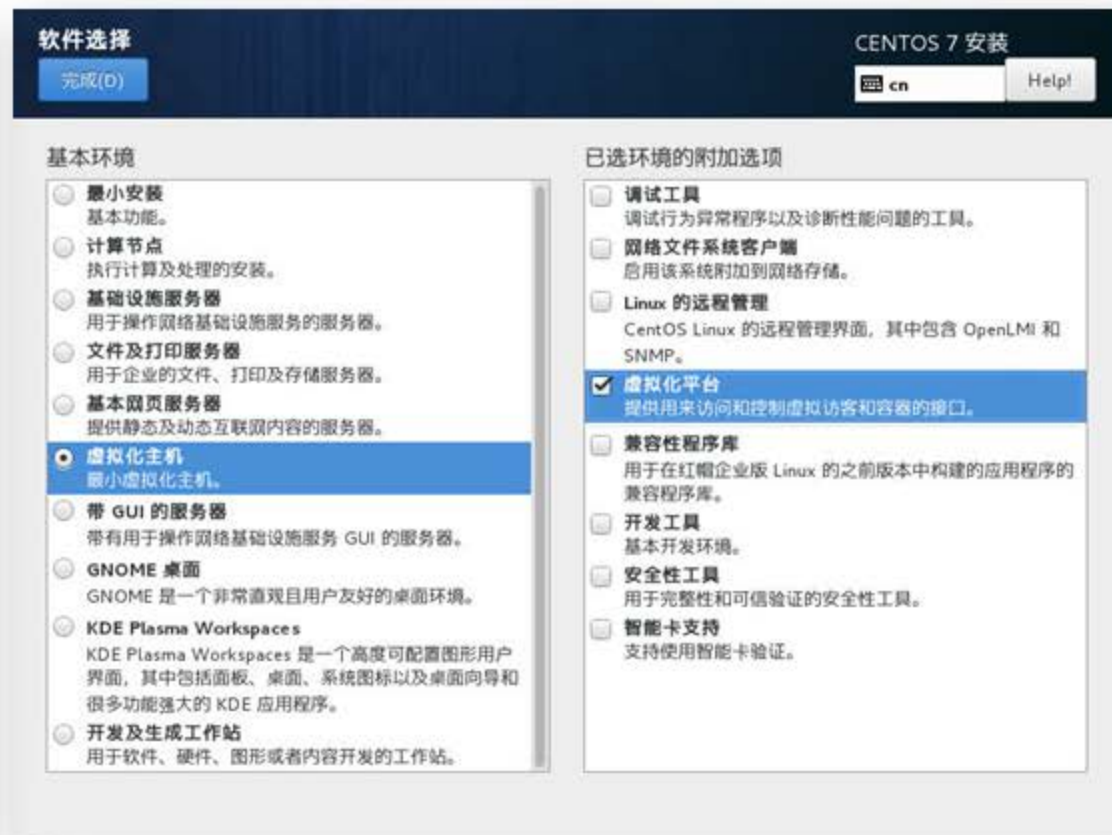 软件选择
完成(D)
CENTOS 7 安装
cn
Help!
基本环境
最小安装
基本功能。
计算节点
执行计算及处理的安装。
基础设施服务器
用于操作网络基础设施服务的服务器。
文件及打印服务器
用于企业的文件、打印及存储服务器。
基本网页服务器
提供静态及动态互联网内容的服务器。
虚拟化主机
最小虚拟化主机。
带 GUI 的服务器
带有用于操作网络基础设施服务 GUI 的服务器。
GNOME 桌面
GNOME 是一个非常直观且用户友好的桌面环境。
KDE Plasma Workspaces
KDE Plasma Workspaces 是一个高度可配置图形用户
界面，其中包括面板、桌面、系统图标以及桌面向导和
很多功能强大的 KDE 应用程序。
开发及生成工作站
用于软件、硬件、图形或者内容开发的工作站。
已选环境的附加选项
调试工具
调试行为异常程序以及诊断性能问题的工具。
网络文件系统客户端
启用该系统附加到网络存储。
Linux 的远程管理
CentOS Linux 的远程管理界面，其中包含 OpenLMI 和
SNMP。
虚拟化平台
提供用来访问和控制虚拟访客和容器的接口。
兼容性程序库
用于在红帽企业版 Linux 的之前版本中构建的应用程序的
兼容程序库。
开发工具
基本开发环境。
安全性工具
用于完整性和可信验证的安全性工具。
智能卡支持
支持使用智能卡验证。